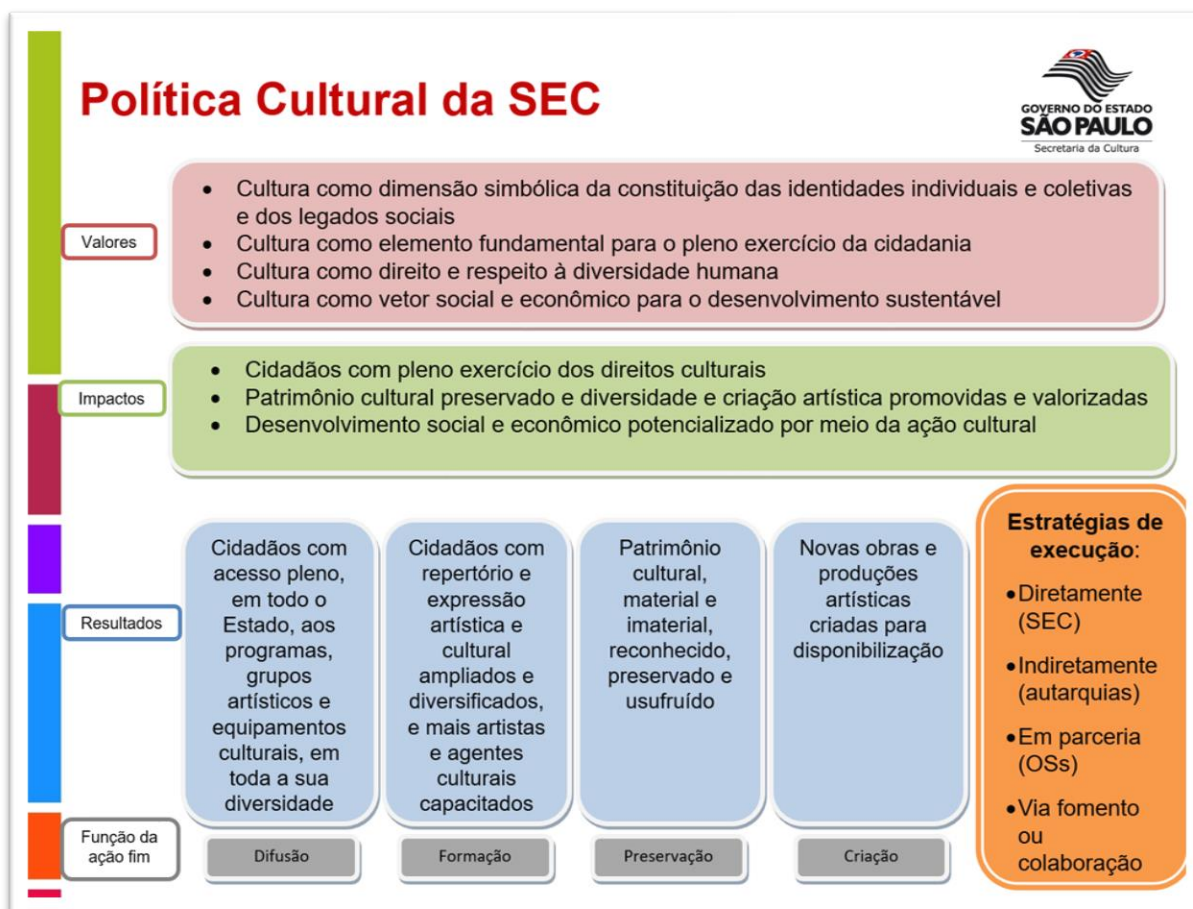 Política Cultural da SEC
GOVERNO DO ESTADO
SÃO PAULO
Secretaria da Cultura
Valores
• Cultura como dimensão simbólica da constituição das identidades individuais e coletivas
e dos legados sociais
• Cultura como elemento fundamental para o pleno exercício da cidadania
• Cultura como direito e respeito à diversidade humana
• Cultura como vetor social e econômico para o desenvolvimento sustentável
Impactos
• Cidadãos com pleno exercício dos direitos culturais
• Patrimônio cultural preservado e diversidade e criação artística promovidas e valorizadas
• Desenvolvimento social e econômico potencializado por meio da ação cultural
Resultados
Cidadãos com
acesso pleno,
em todo o
Estado, aos
programas,
grupos
artísticos e
equipamentos
culturais, em
toda a sua
diversidade
Cidadãos com
repertório e
expressão
artística e
cultural
ampliados e
diversificados,
e mais artistas
e agentes
culturais
capacitados
Patrimônio
cultural,
material e
imaterial,
reconhecido,
preservado e
usufruído
Novas obras e
produções
artísticas
criadas para
disponibilização
Estratégias de
execução:
•Diretamente
(SEC)
•Indiretamente
(autarquias)
•Em parceria
(OSs)
•Via fomento
ou
colaboração
Função da
ação fim
Difusão
Formação
Preservação
Criação